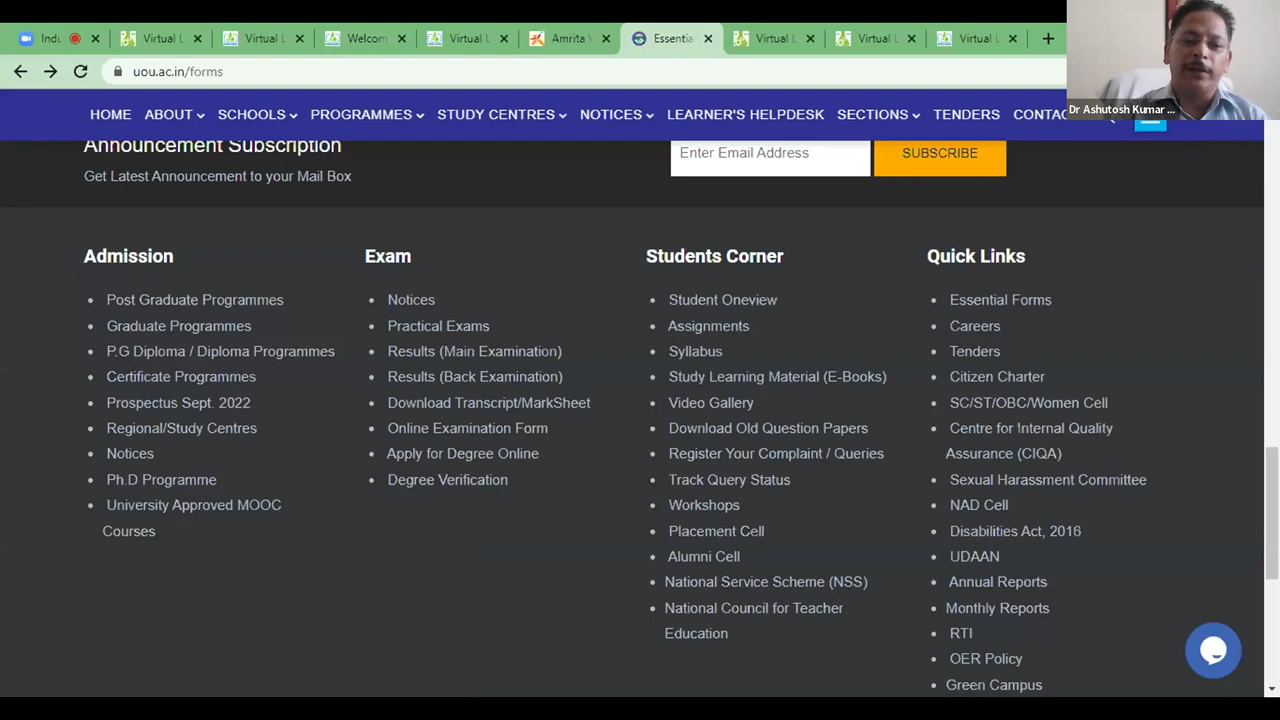 Indu
Virtual L
Virtual L
Welcom
Virtual L
Amrita V
Essentia
Virtual L
Virtual L
Virtual L
uou.ac.in/forms
Dr Ashutosh Kumar ...
HOME ABOUT SCHOOLS PROGRAMMES STUDY CENTRES NOTICES LEARNER'S HELPDESK SECTIONS TENDERS CONTAC
Announcement Subscription
Get Latest Announcement to your Mail Box
Enter Email Address
SUBSCRIBE
Admission
Post Graduate Programmes
Graduate Programmes
P.G Diploma / Diploma Programmes
Certificate Programmes
Prospectus Sept. 2022
Regional/Study Centres
Notices
Ph.D Programme
University Approved MOOC
Courses
Exam
Notices
Practical Exams
Results (Main Examination)
Results (Back Examination)
Download Transcript/MarkSheet
Online Examination Form
Apply for Degree Online
Degree Verification
Students Corner
Student Oneview
Assignments
Syllabus
Study Learning Material (E-Books)
Video Gallery
Download Old Question Papers
Register Your Complaint / Queries
Track Query Status
Workshops
Placement Cell
Alumni Cell
National Service Scheme (NSS)
National Council for Teacher
Education
Quick Links
Essential Forms
Careers
Tenders
Citizen Charter
SC/ST/OBC/Women Cell
Centre for Internal Quality
Assurance (CIQA)
Sexual Harassment Committee
NAD Cell
Disabilities Act, 2016
UDAAN
Annual Reports
Monthly Reports
RTI
OER Policy
Green Campus